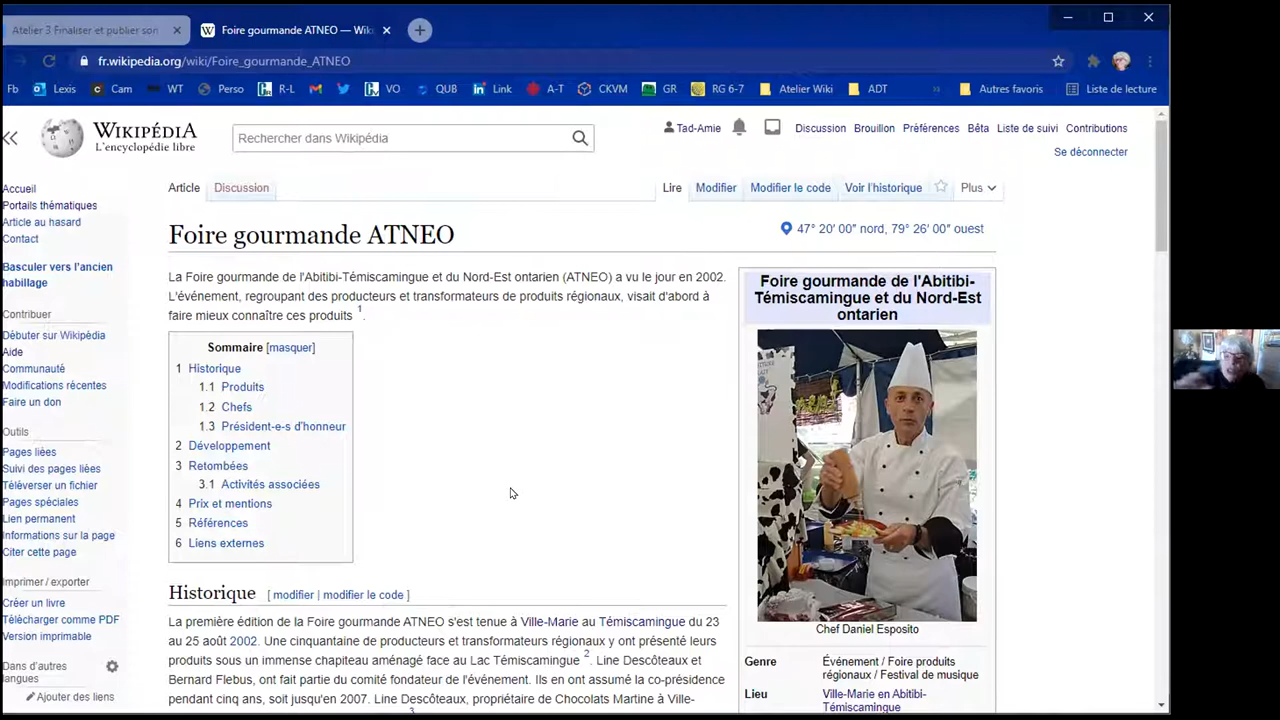 Atelier 3 Finaliser et publier son
Foire gourmande ATNEO — Wiki
fr.wikipedia.org/wiki/Foire_gourmande_ATNEO
Fb Lexis Cam WT Perso R-L VO QUB Link A-T CKVM GR RG 6-7 Atelier Wiki ADT » Autres favoris Liste de lecture
WIKIPÉDIA
L'encyclopédie libre
Rechercher dans Wikipédia
Tad-Amie Discussion Brouillon Préférences Bêta Liste de suivi Contributions
Se déconnecter
Article Discussion Lire Modifier Modifier le code Voir l'historique Plus
Accueil
Portails thématiques
Article au hasard
Contact
Basculer vers l'ancien
habillage
Contribuer
Débuter sur Wikipédia
Aide
Communauté
Modifications récentes
Faire un don
Outils
Pages liées
Suivi des pages liées
Téléverser un fichier
Pages spéciales
Lien permanent
Informations sur la page
Citer cette page
Imprimer / exporter
Créer un livre
Télécharger comme PDF
Version imprimable
Dans d'autres
langues
Ajouter des liens
Foire gourmande ATNEO
47° 20′ 00″ nord, 79° 26′ 00″ ouest
La Foire gourmande de l'Abitibi-Témiscamingue et du Nord-Est ontarien (ATNEO) a vu le jour en 2002.
L'événement, regroupant des producteurs et transformateurs de produits régionaux, visait d'abord à
faire mieux connaître ces produits 1.
Sommaire [masquer]
1 Historique
1.1 Produits
1.2 Chefs
1.3 Président-e-s d'honneur
2 Développement
3 Retombées
3.1 Activités associées
4 Prix et mentions
5 Références
6 Liens externes
Historique [ modifier | modifier le code ]
La première édition de la Foire gourmande ATNEO s'est tenue à Ville-Marie au Témiscamingue du 23
au 25 août 2002. Une cinquantaine de producteurs et transformateurs régionaux y ont présenté leurs
produits sous un immense chapiteau aménagé face au Lac Témiscamingue 2. Line Descôteaux et
Bernard Flebus, ont fait partie du comité fondateur de l'événement. Ils en ont assumé la co-présidence
pendant cinq ans, soit jusqu'en 2007. Line Descôteaux, propriétaire de Chocolats Martine à Ville-
3
Foire gourmande de l'Abitibi-
Témiscamingue et du Nord-Est
ontarien
Chef Daniel Esposito
Genre Événement / Foire produits
régionaux / Festival de musique
Lieu Ville-Marie en Abitibi-
Témiscamingue